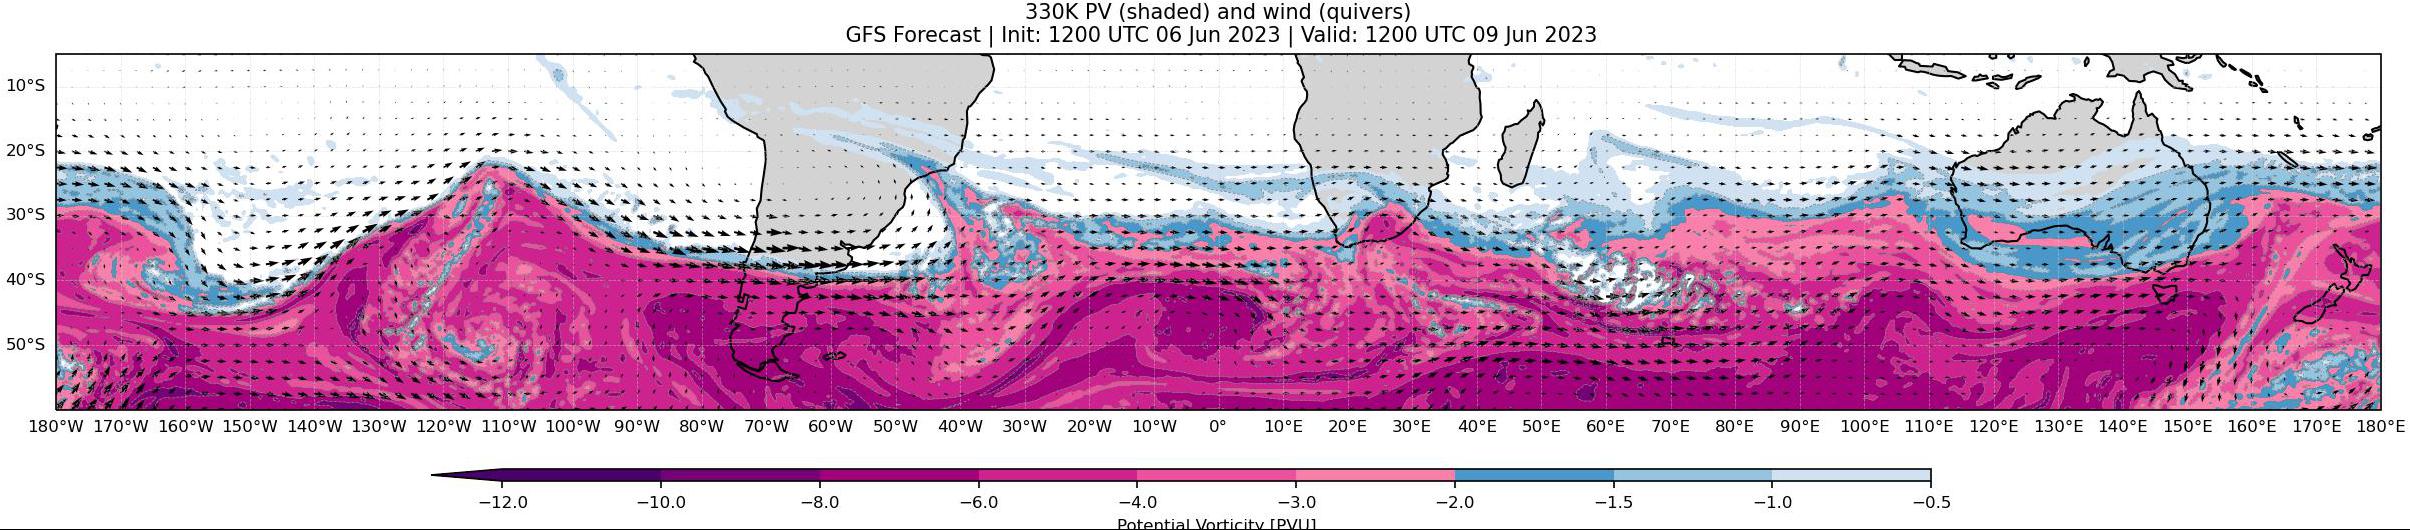 330K PV (shaded) and wind (quivers)
GFS Forecast | Init: 1200 UTC 06 Jun 2023 | Valid: 1200 UTC 09 Jun 2023
10°S
20°S
30°S
40°S
50°S
180°W 170°W 160°W 150°W 140°W 130°W 120°W 110°W 100°W 90°W 80°W 70°W 60°W 50°W 40°W 30°W 20°W 10°W 0° 10°E 20°E 30°E 40°E 50°E 60°E 70°E 80°E 90°E 100°E 110°E 120°E 130°E 140°E 150°E 160°E 170°E 180°E
−12.0 −10.0 −8.0 −6.0 −4.0 −3.0 −2.0 −1.5 −1.0 −0.5
Potential Vorticity [PVU]